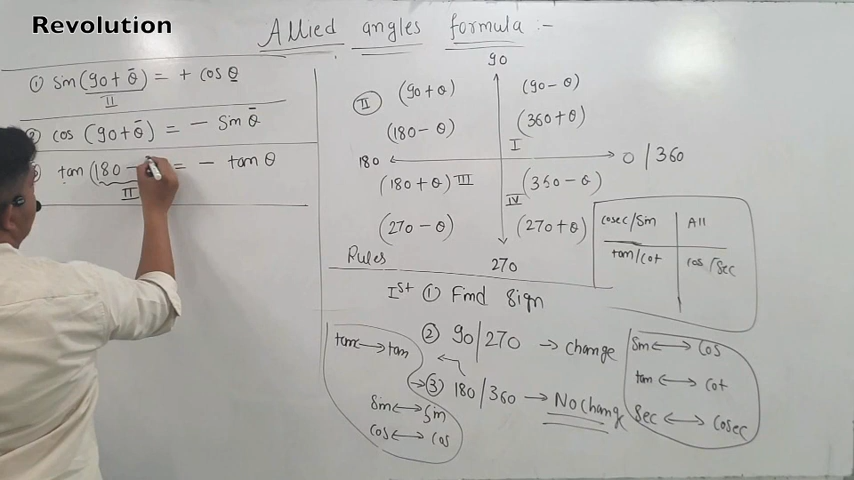 Revolution
Allied angles formula :-
① Sin(90+θ) = + cos θ
II
② cos (90+θ) = - Sin θ
tan (180 - = - tan θ
II
90
II (90+θ) (90-θ)
(180-θ) (360+θ)
I
180 0/360
(180+θ) III (360-θ)
IV
(270-θ) (270+θ)
270
cosec/Sin All
tan/cot cos/sec
Rules
Ist ① Find Sign
② 90/270 → change
③ 180/360 → No chang
tan ↔ tan
Sin ↔ Sin
cos ↔ cos
Sin ↔ Cos
tan ↔ Cot
Sec ↔ Cosec